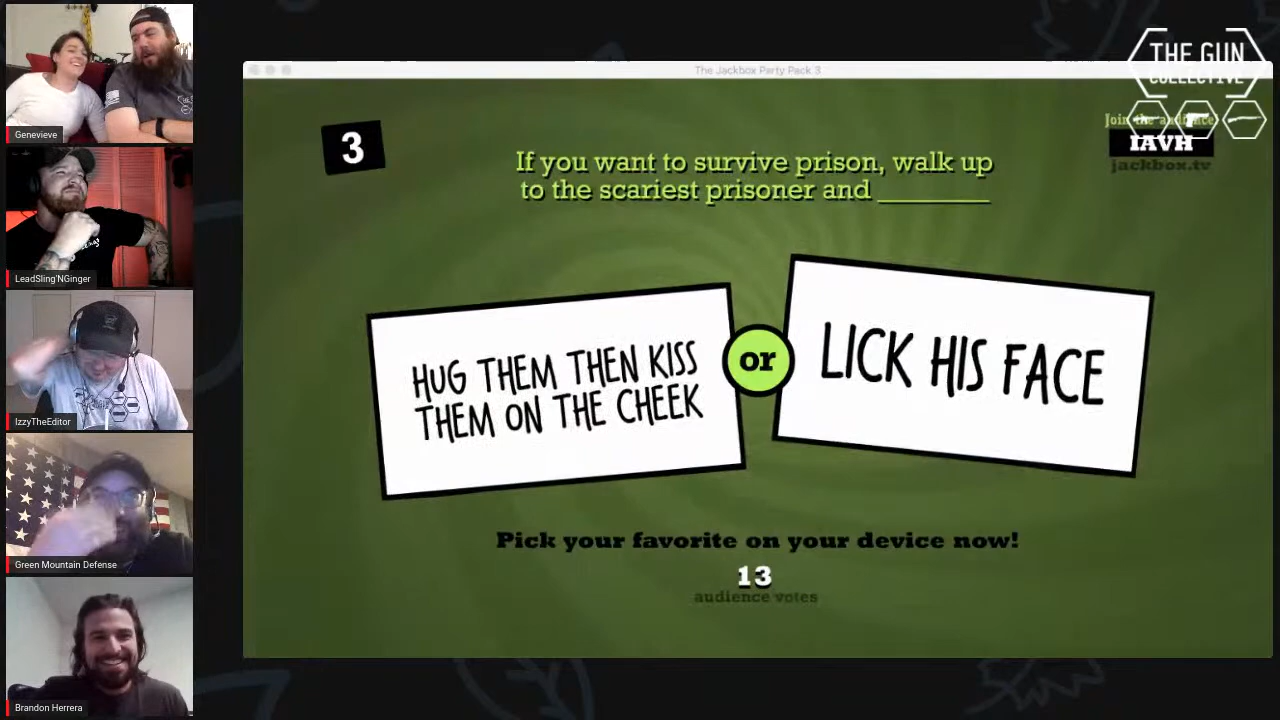 Genevieve
LeadSling'NGinger
IzzyTheEditor
Green Mountain Defense
Brandon Herrera
The Jackbox Party Pack 3
THE GUN
COLLECTIVE
Join the audience
IAVH
jackbox.tv
3
If you want to survive prison, walk up
to the scariest prisoner and ________
HUG THEM THEN KISS
THEM ON THE CHEEK
or
LICK HIS FACE
Pick your favorite on your device now!
13
audience votes